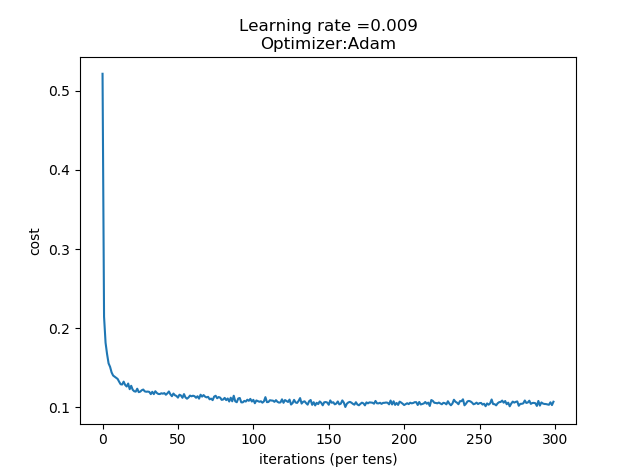 Learning rate =0.009
Optimizer:Adam
0.5
0.4
0.3
0.2
0.1
cost
0 50 100 150 200 250 300
iterations (per tens)